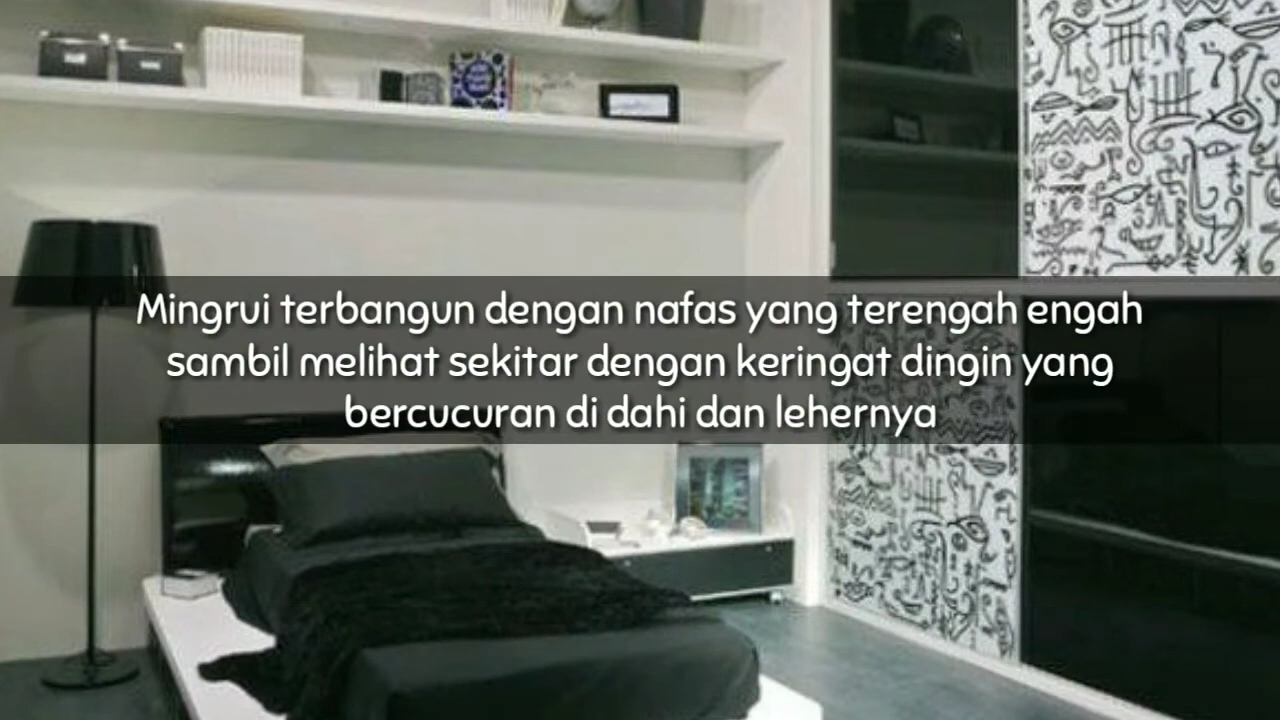 Mingrui terbangun dengan nafas yang terengah engah
sambil melihat sekitar dengan keringat dingin yang
bercucuran di dahi dan lehernya